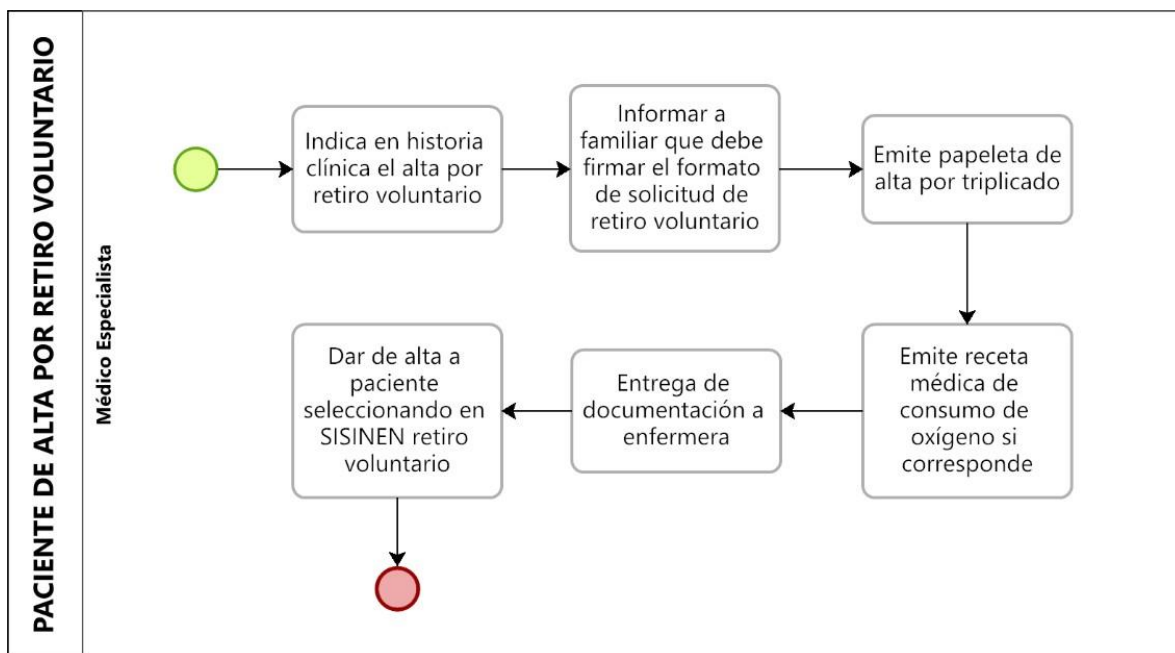 PACIENTE DE ALTA POR RETIRO VOLUNTARIO
Médico Especialista
Indica en historia
clínica el alta por
retiro voluntario
Informar a
familiar que debe
firmar el formato
de solicitud de
retiro voluntario
Emite papeleta de
alta por triplicado
Emite receta
médica de
consumo de
oxígeno si
corresponde
Entrega de
documentación a
enfermera
Dar de alta a
paciente
seleccionando en
SISINEN retiro
voluntario